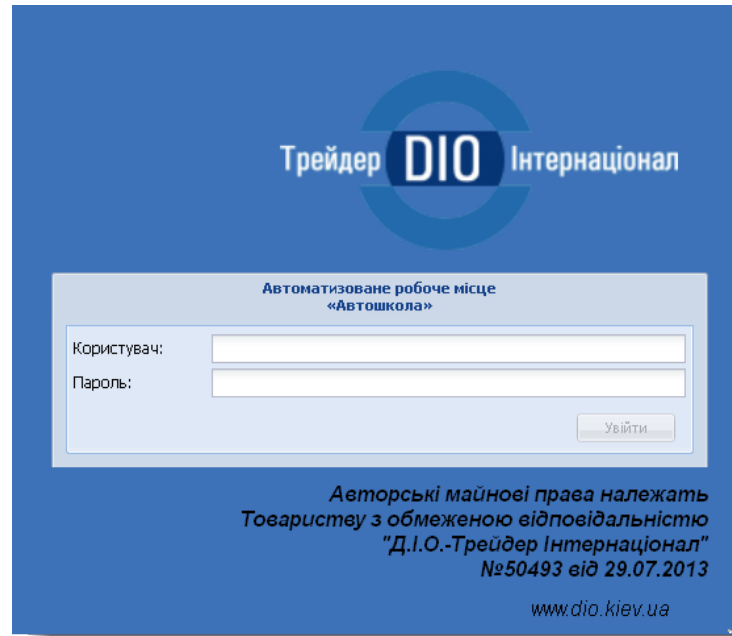 Трейдер DIO Інтернаціонал
Автоматизоване робоче місце
«Автошкола»
Користувач:
Пароль:
Увійти
Авторські майнові права належать
Товариству з обмеженою відповідальністю
"Д.І.О.-Трейдер Інтернаціонал"
№50493 від 29.07.2013
www.dio.kiev.ua